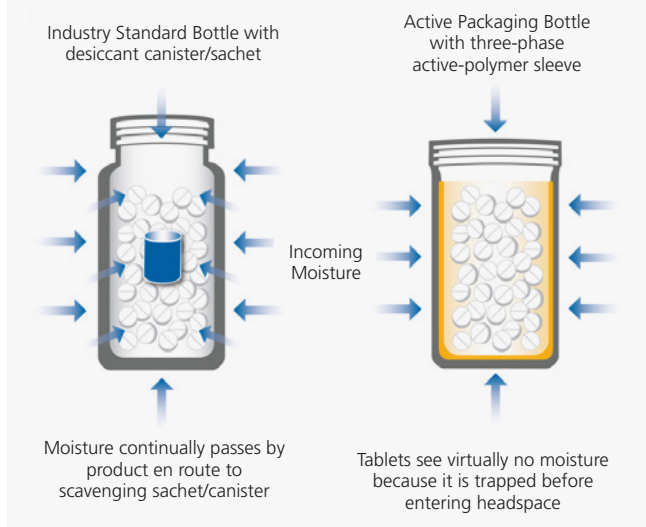 Industry Standard Bottle with
desiccant canister/sachet
Active Packaging Bottle
with three-phase
active-polymer sleeve
Incoming
Moisture
Moisture continually passes by
product en route to
scavenging sachet/canister
Tablets see virtually no moisture
because it is trapped before
entering headspace